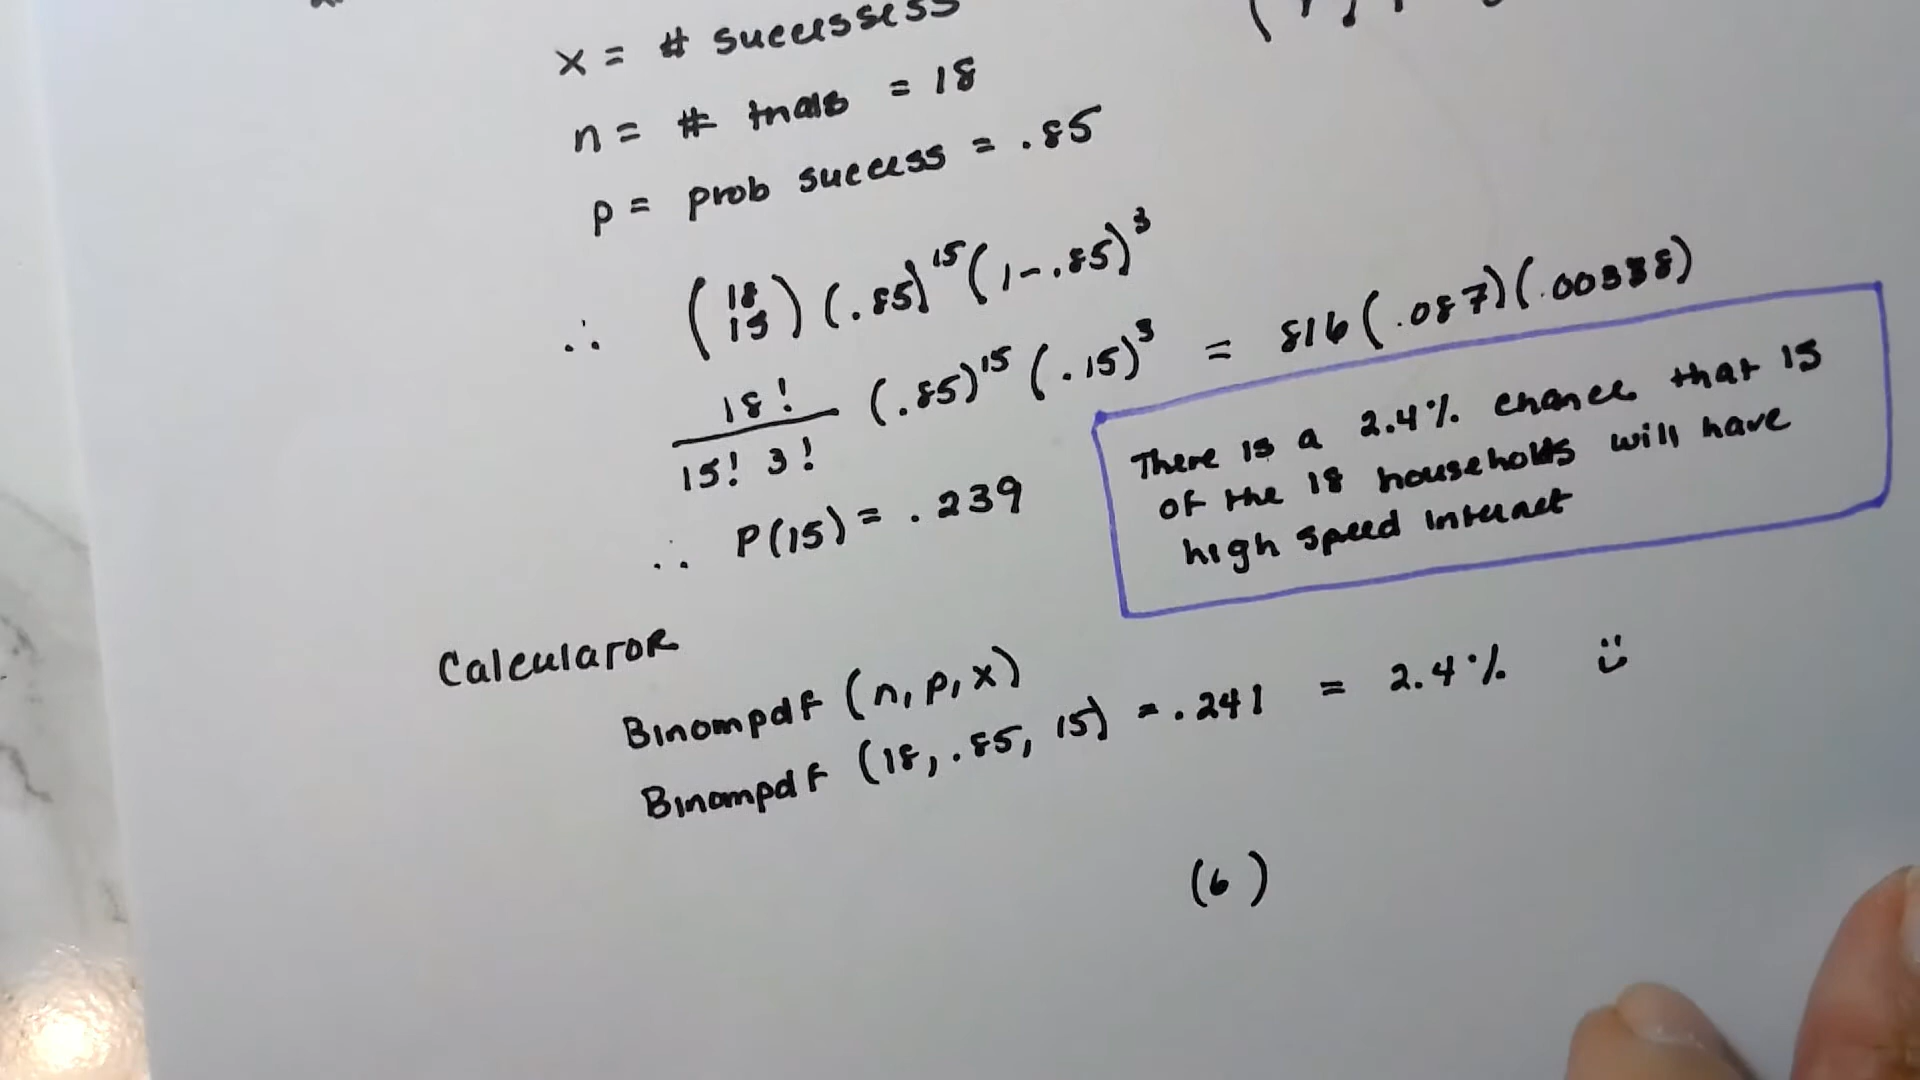 x = # successess
n = # trials = 18
p = prob success = .85
∴ (18 15) (.85)^15 (1-.85)^3
18! / 15! 3! (.85)^15 (.15)^3 = 816 (.087)(.00338)
∴ P(15) = .239
There is a 2.4% chance that 15
of the 18 households will have
high speed internet
Calculator
Binompdf (n, p, x)
Binompdf (18, .85, 15) = .241 = 2.4% :)
(6)